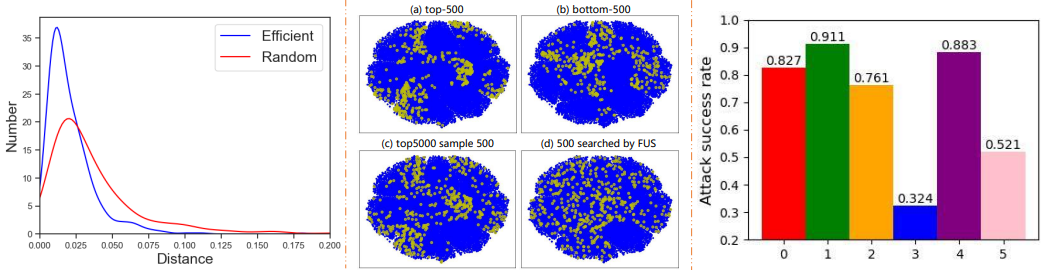 Efficient
Random
Number
35
30
25
20
15
10
5
0
0.000 0.025 0.050 0.075 0.100 0.125 0.150 0.175 0.200
Distance
(a) top-500
(b) bottom-500
(c) top5000 sample 500
(d) 500 searched by FUS
Attack success rate
1.0
0.9
0.8
0.7
0.6
0.5
0.4
0.3
0.2
0.827
0.911
0.761
0.324
0.883
0.521
0 1 2 3 4 5